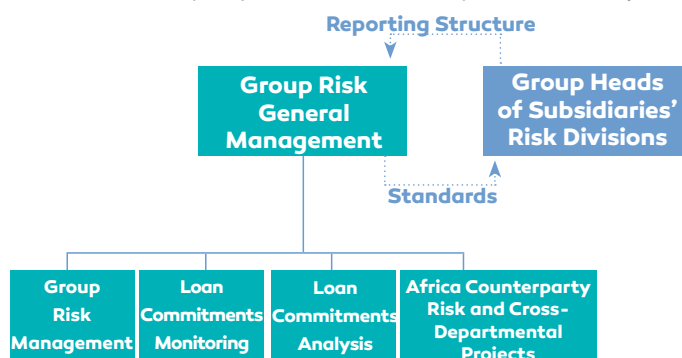 Reporting Structure
Group Risk
General
Management
Group Heads
of Subsidiaries’
Risk Divisions
Standards
Group
Risk
Management
Loan
Commitments
Monitoring
Loan
Commitments
Analysis
Africa Counterparty
Risk and Cross-
Departmental
Projects